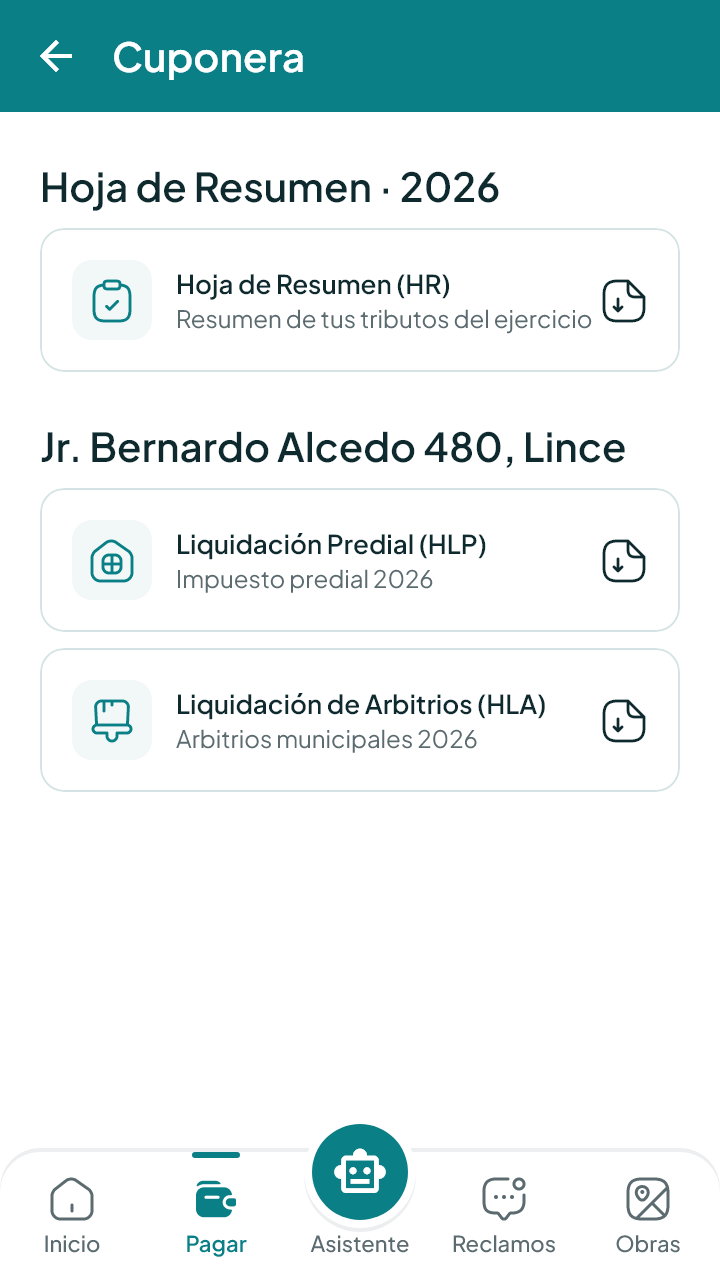 Cuponera
Hoja de Resumen · 2026
Hoja de Resumen (HR)
Resumen de tus tributos del ejercicio
Jr. Bernardo Alcedo 480, Lince
Liquidación Predial (HLP)
Impuesto predial 2026
Liquidación de Arbitrios (HLA)
Arbitrios municipales 2026
Inicio
Pagar
Asistente
Reclamos
Obras